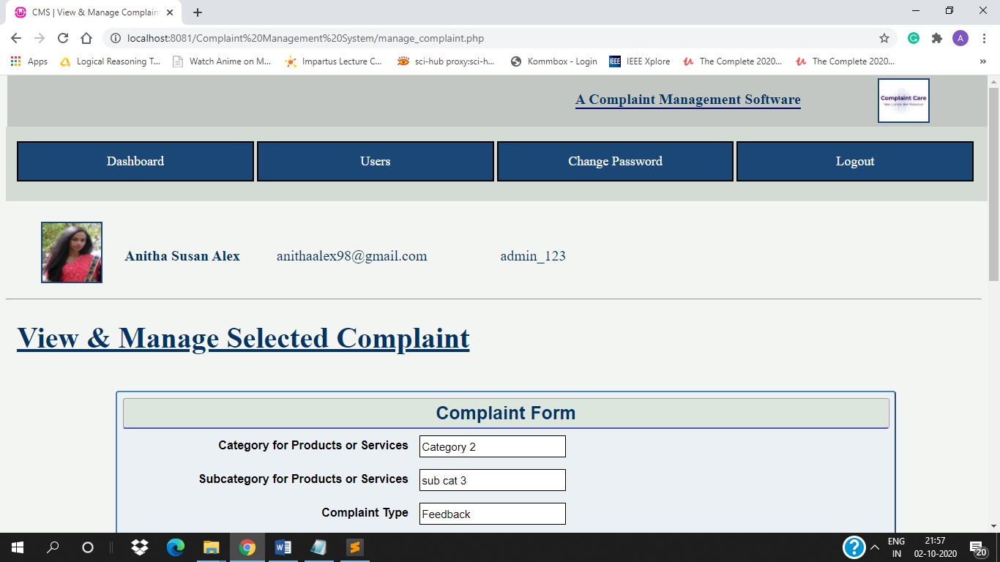 CMS | View & Manage Complain
localhost:8081/Complaint%20Management%20System/manage_complaint.php
A
Apps Logical Reasoning T... Watch Anime on M... Impartus Lecture C... sci-hub proxy:sci-h... Kommbox - Login IEEE IEEE Xplore The Complete 2020... The Complete 2020... »
A Complaint Management Software
Complaint Care
Dashboard Users Change Password Logout
Anitha Susan Alex anithaalex98@gmail.com admin_123
View & Manage Selected Complaint
Complaint Form
Category for Products or Services Category 2
Subcategory for Products or Services sub cat 3
Complaint Type Feedback
ENG 21:57
IN 02-10-2020 20